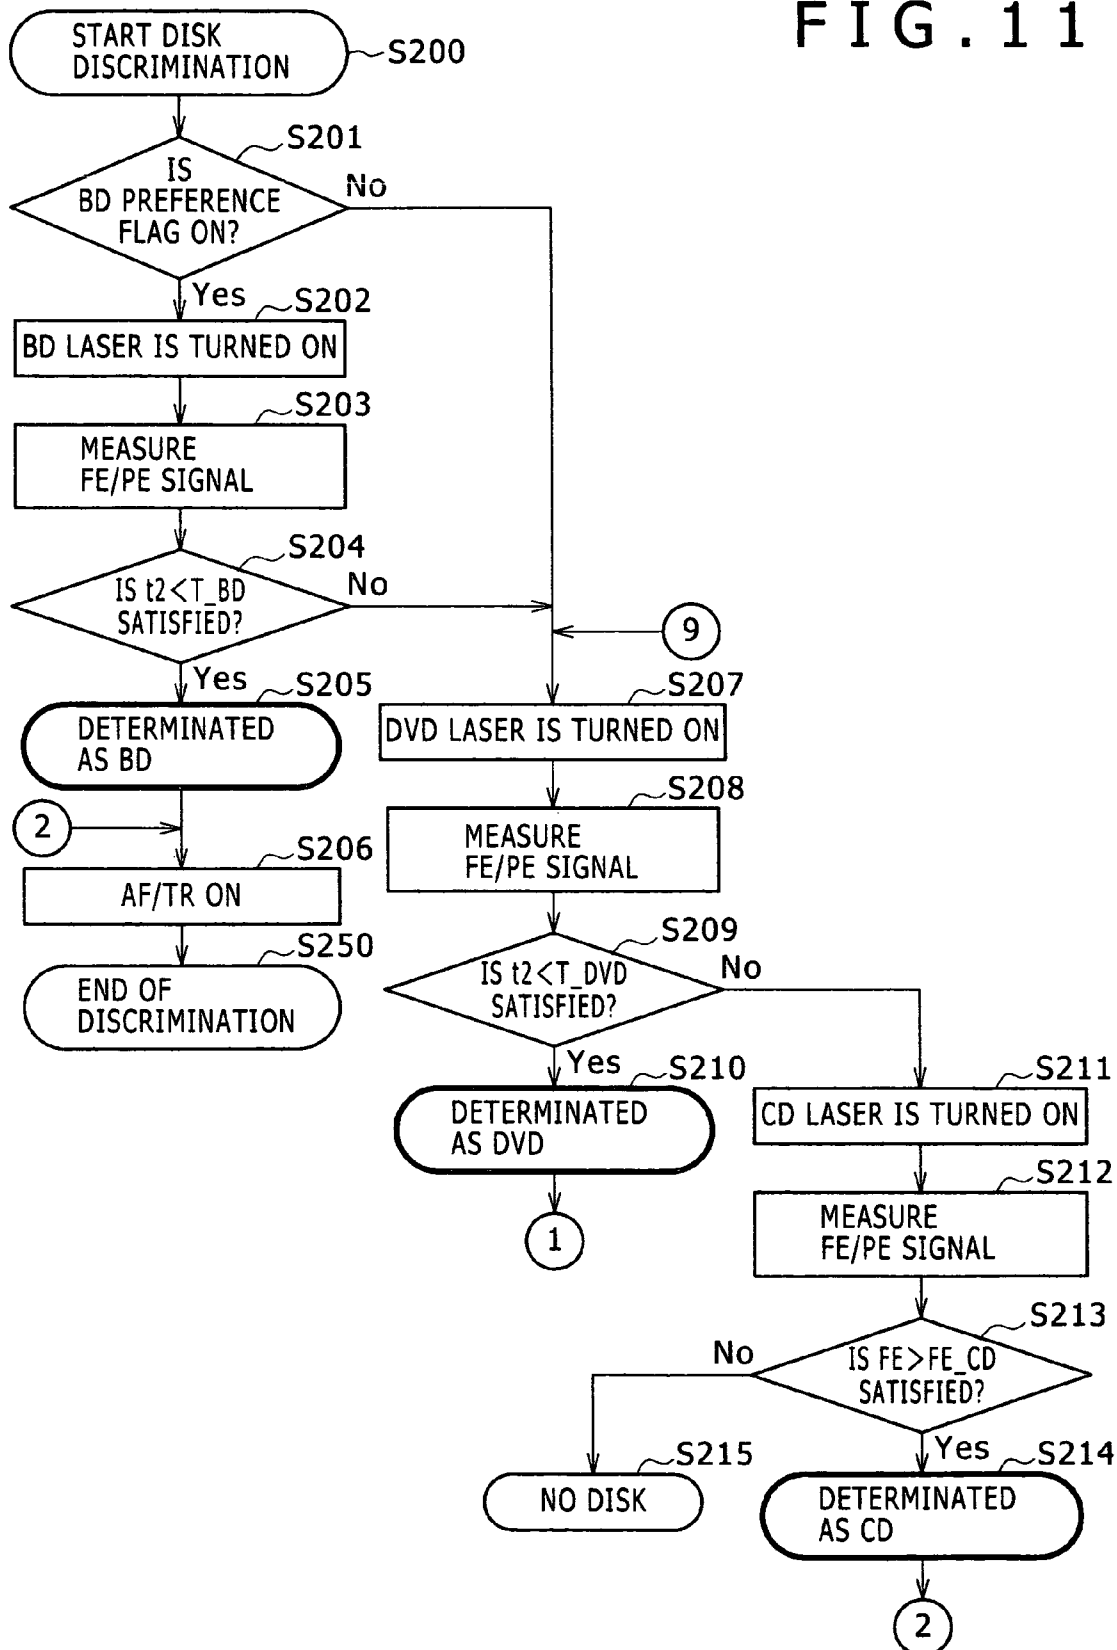 FIG.11
START DISK
DISCRIMINATION
S200
S201
IS
BD PREFERENCE
FLAG ON?
No
Yes
S202
BD LASER IS TURNED ON
S203
MEASURE
FE/PE SIGNAL
S204
IS t2<T_BD
SATISFIED?
No
9
Yes
S205
DETERMINATED
AS BD
2
S206
AF/TR ON
S250
END OF
DISCRIMINATION
S207
DVD LASER IS TURNED ON
S208
MEASURE
FE/PE SIGNAL
S209
IS t2<T_DVD
SATISFIED?
No
Yes
S210
DETERMINATED
AS DVD
1
S211
CD LASER IS TURNED ON
S212
MEASURE
FE/PE SIGNAL
S213
IS FE>FE_CD
SATISFIED?
No
S215
NO DISK
Yes
S214
DETERMINATED
AS CD
2